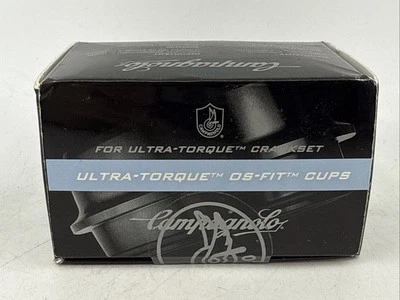 Campagnolo
FOR ULTRA-TORQUE™ CRANKSET
ULTRA-TORQUE™ OS-FIT™ CUPS
Campagnolo